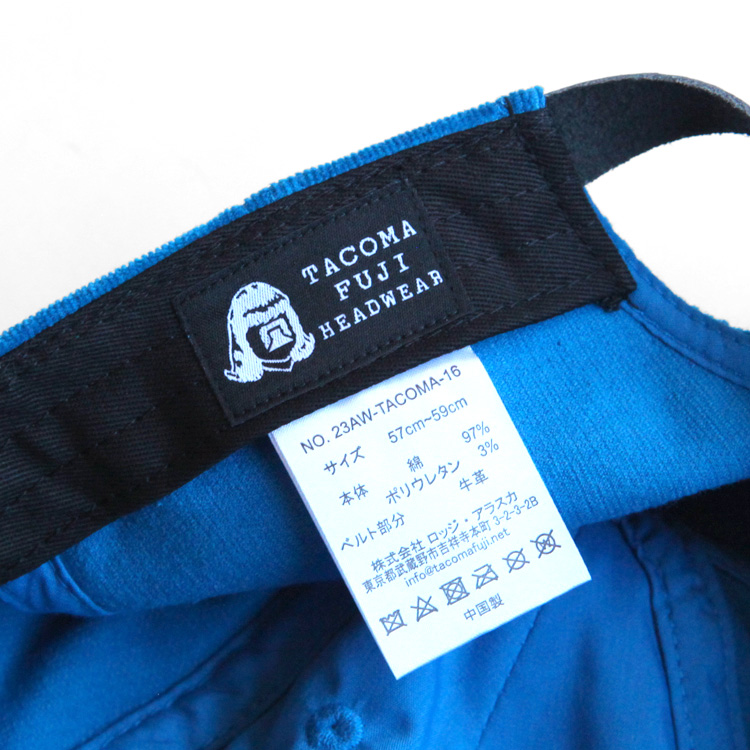 TACOMA
FUJI
HEADWEAR
NO. 23AW-TACOMA-16
サイズ 57cm~59cm
本体 綿 97%
ポリウレタン 3%
ベルト部分 牛革
株式会社 ロッジ・アラスカ
東京都武蔵野市吉祥寺本町 3-2-3-2B
info@tacomafuji.net
中国製